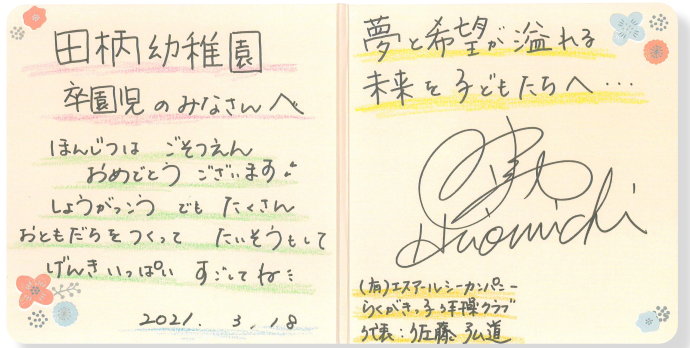 田柄幼稚園
卒園児のみなさんへ
ほんじつは ごそつえん
おめでとう ございます♪
しょうがっこう でも たくさん
おともだちをつくって たいそうもして
げんきいっぱい すごしてね
2021. 3. 18
夢と希望が溢れる
未来を子どもたちへ…
Hiromichi
(有)エスアールシーカンパニー
らくがきっ子体操クラブ
代表:佐藤弘道